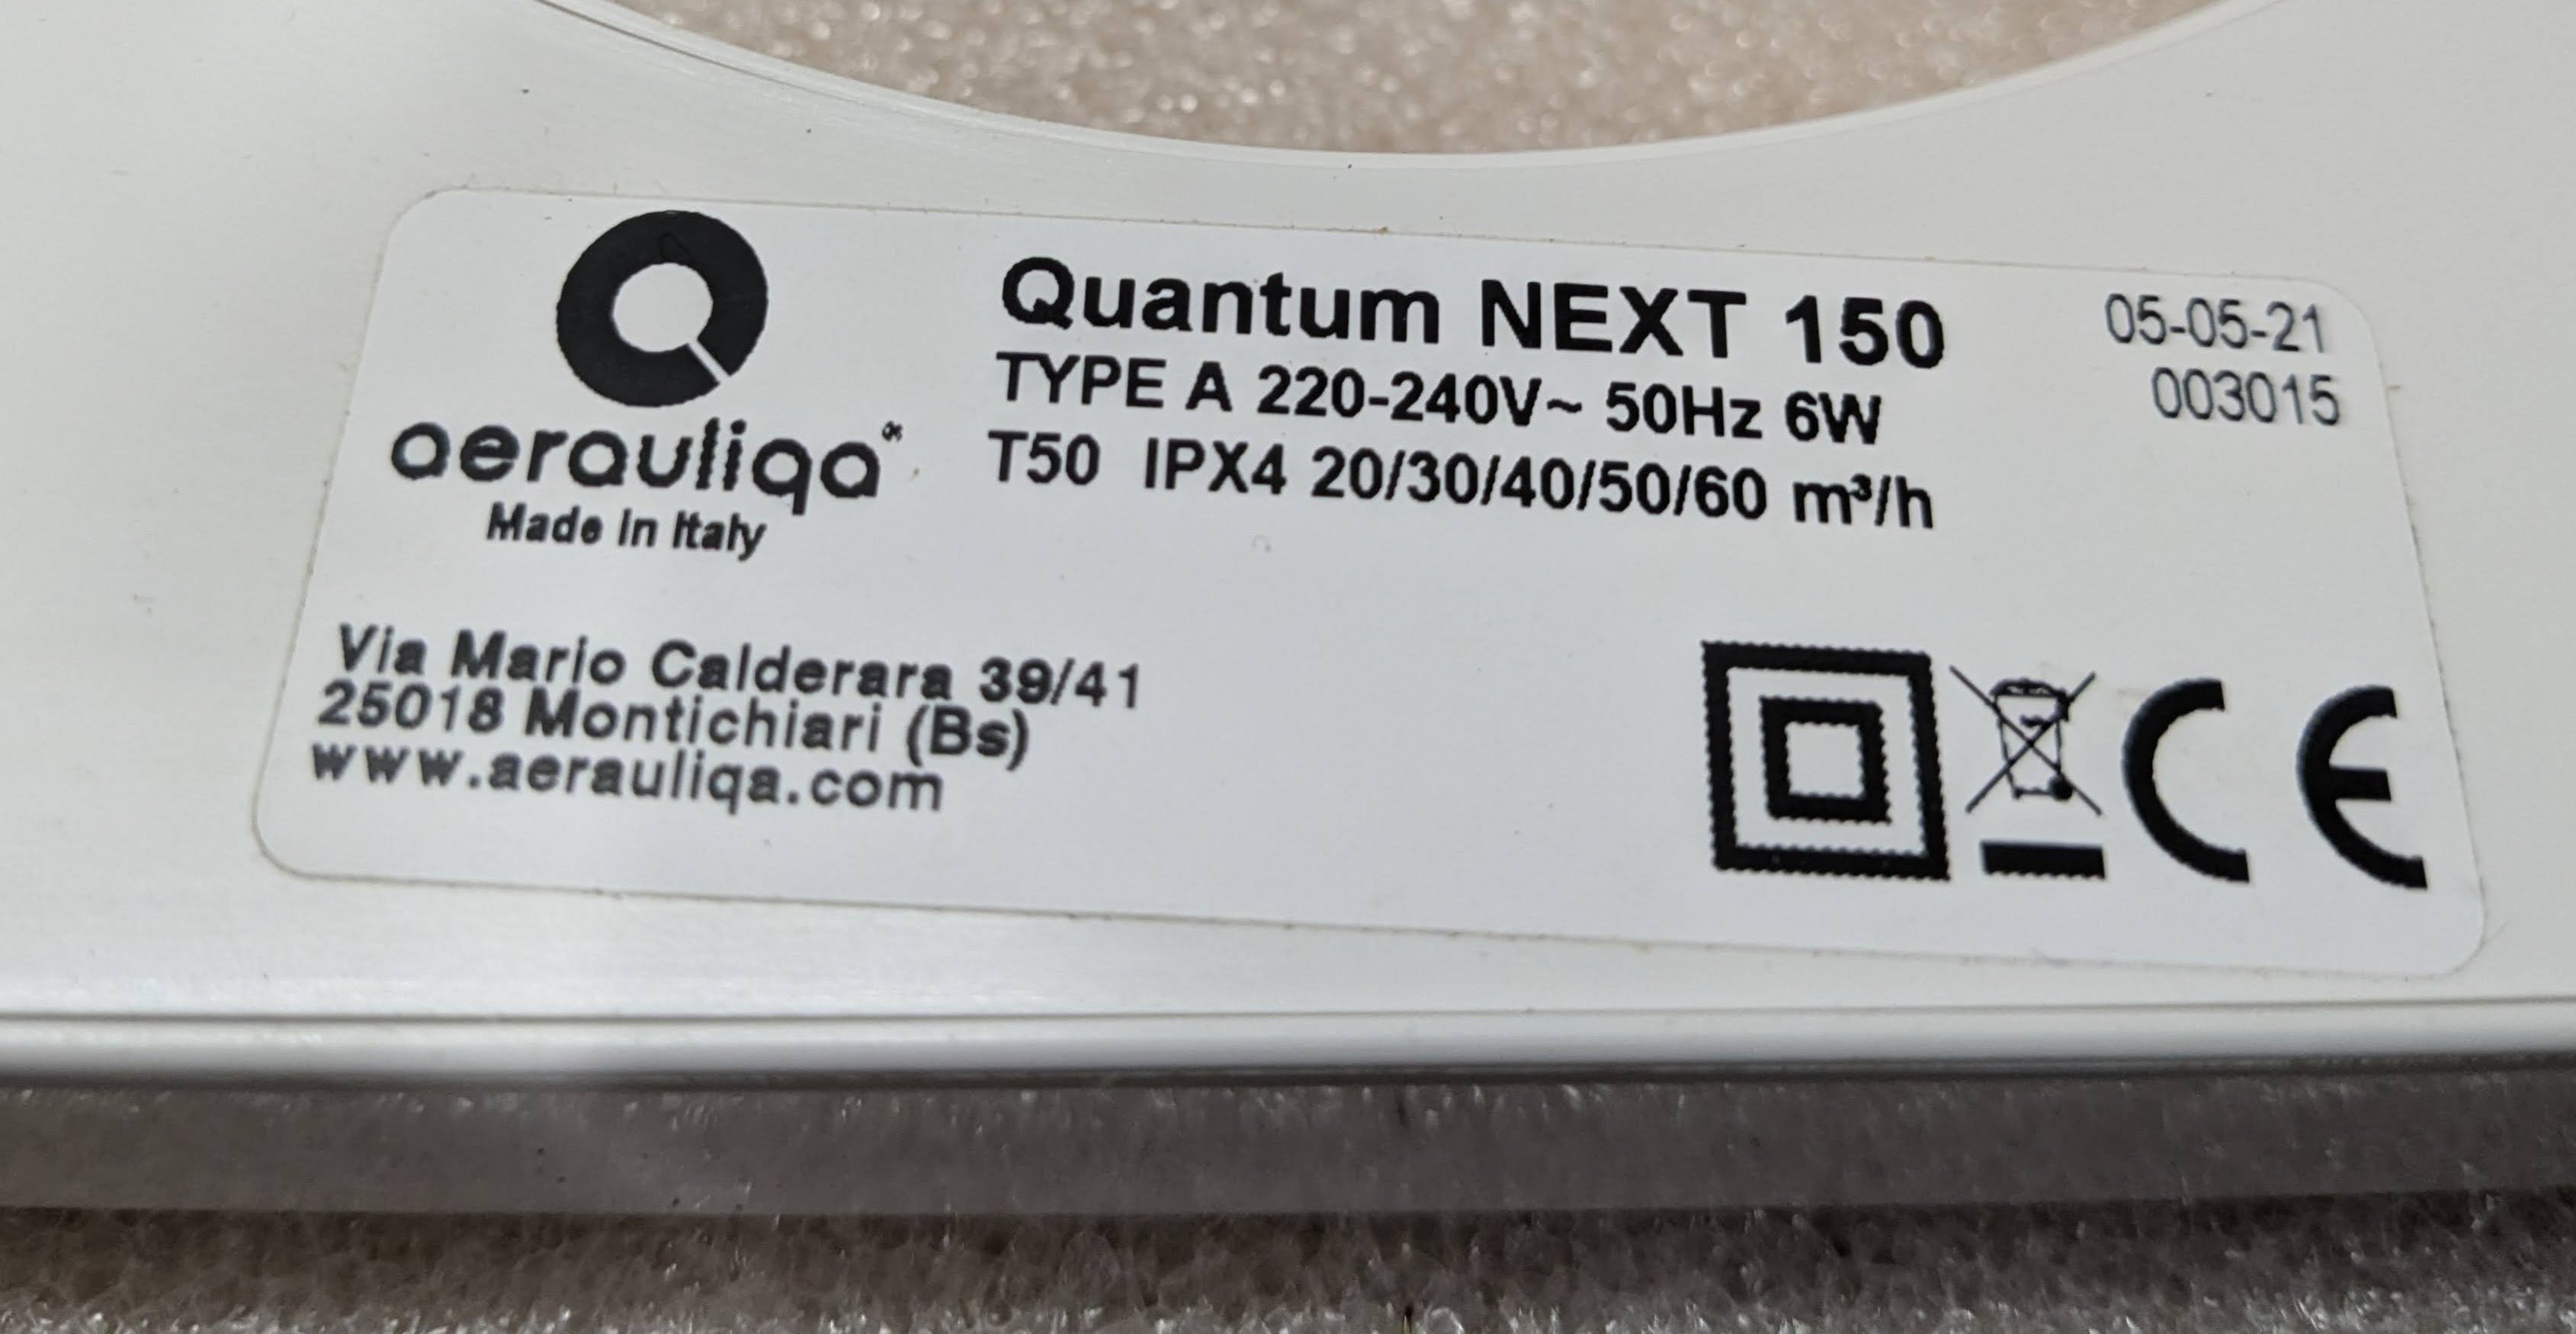 aerauliqa
Made in Italy
Quantum NEXT 150
TYPE A 220-240V~ 50Hz 6W
T50 IPX4 20/30/40/50/60 m³/h
05-05-21
003015
Via Mario Calderara 39/41
25018 Montichiari (Bs)
www.aerauliqa.com
CE